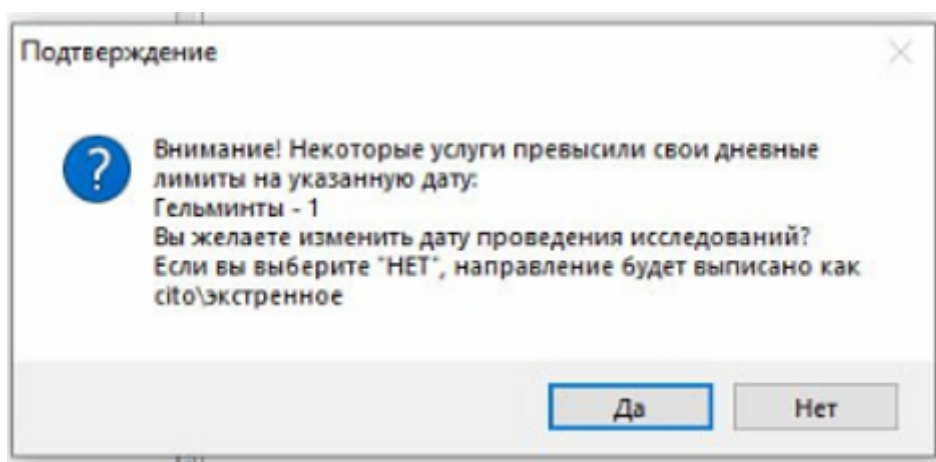 Подтверждение
Внимание! Некоторые услуги превысили свои дневные
лимиты на указанную дату:
Гельминты - 1
Вы желаете изменить дату проведения исследований?
Если вы выберите "НЕТ", направление будет выписано как
cito\экстренное
Да
Нет